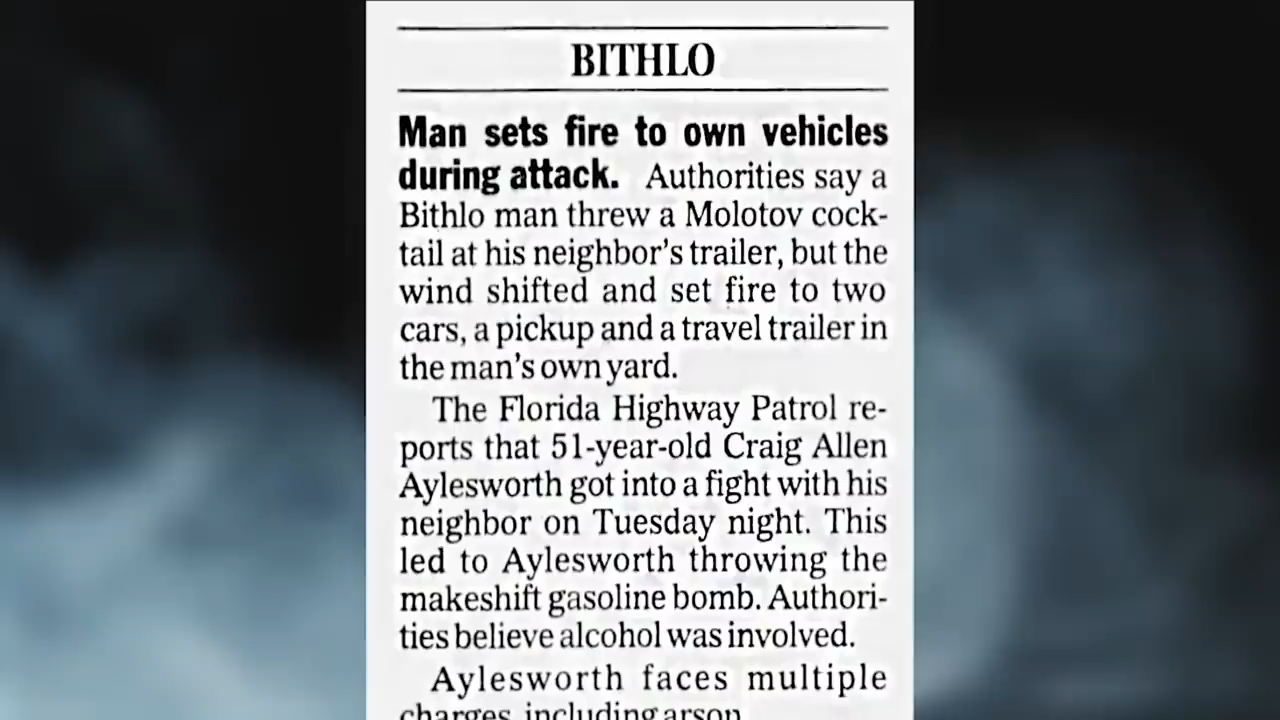 BITHLO
Man sets fire to own vehicles
during attack. Authorities say a
Bithlo man threw a Molotov cock-
tail at his neighbor's trailer, but the
wind shifted and set fire to two
cars, a pickup and a travel trailer in
the man's own yard.
The Florida Highway Patrol re-
ports that 51-year-old Craig Allen
Aylesworth got into a fight with his
neighbor on Tuesday night. This
led to Aylesworth throwing the
makeshift gasoline bomb. Authori-
ties believe alcohol was involved.
Aylesworth faces multiple
charges, including arson.